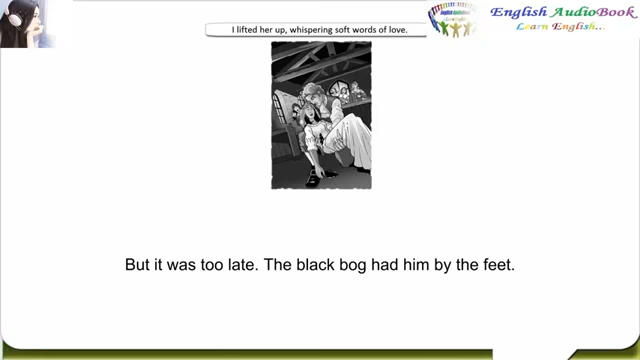 I lifted her up, whispering soft words of love.
English AudioBook
Learn English...
But it was too late. The black bog had him by the feet.